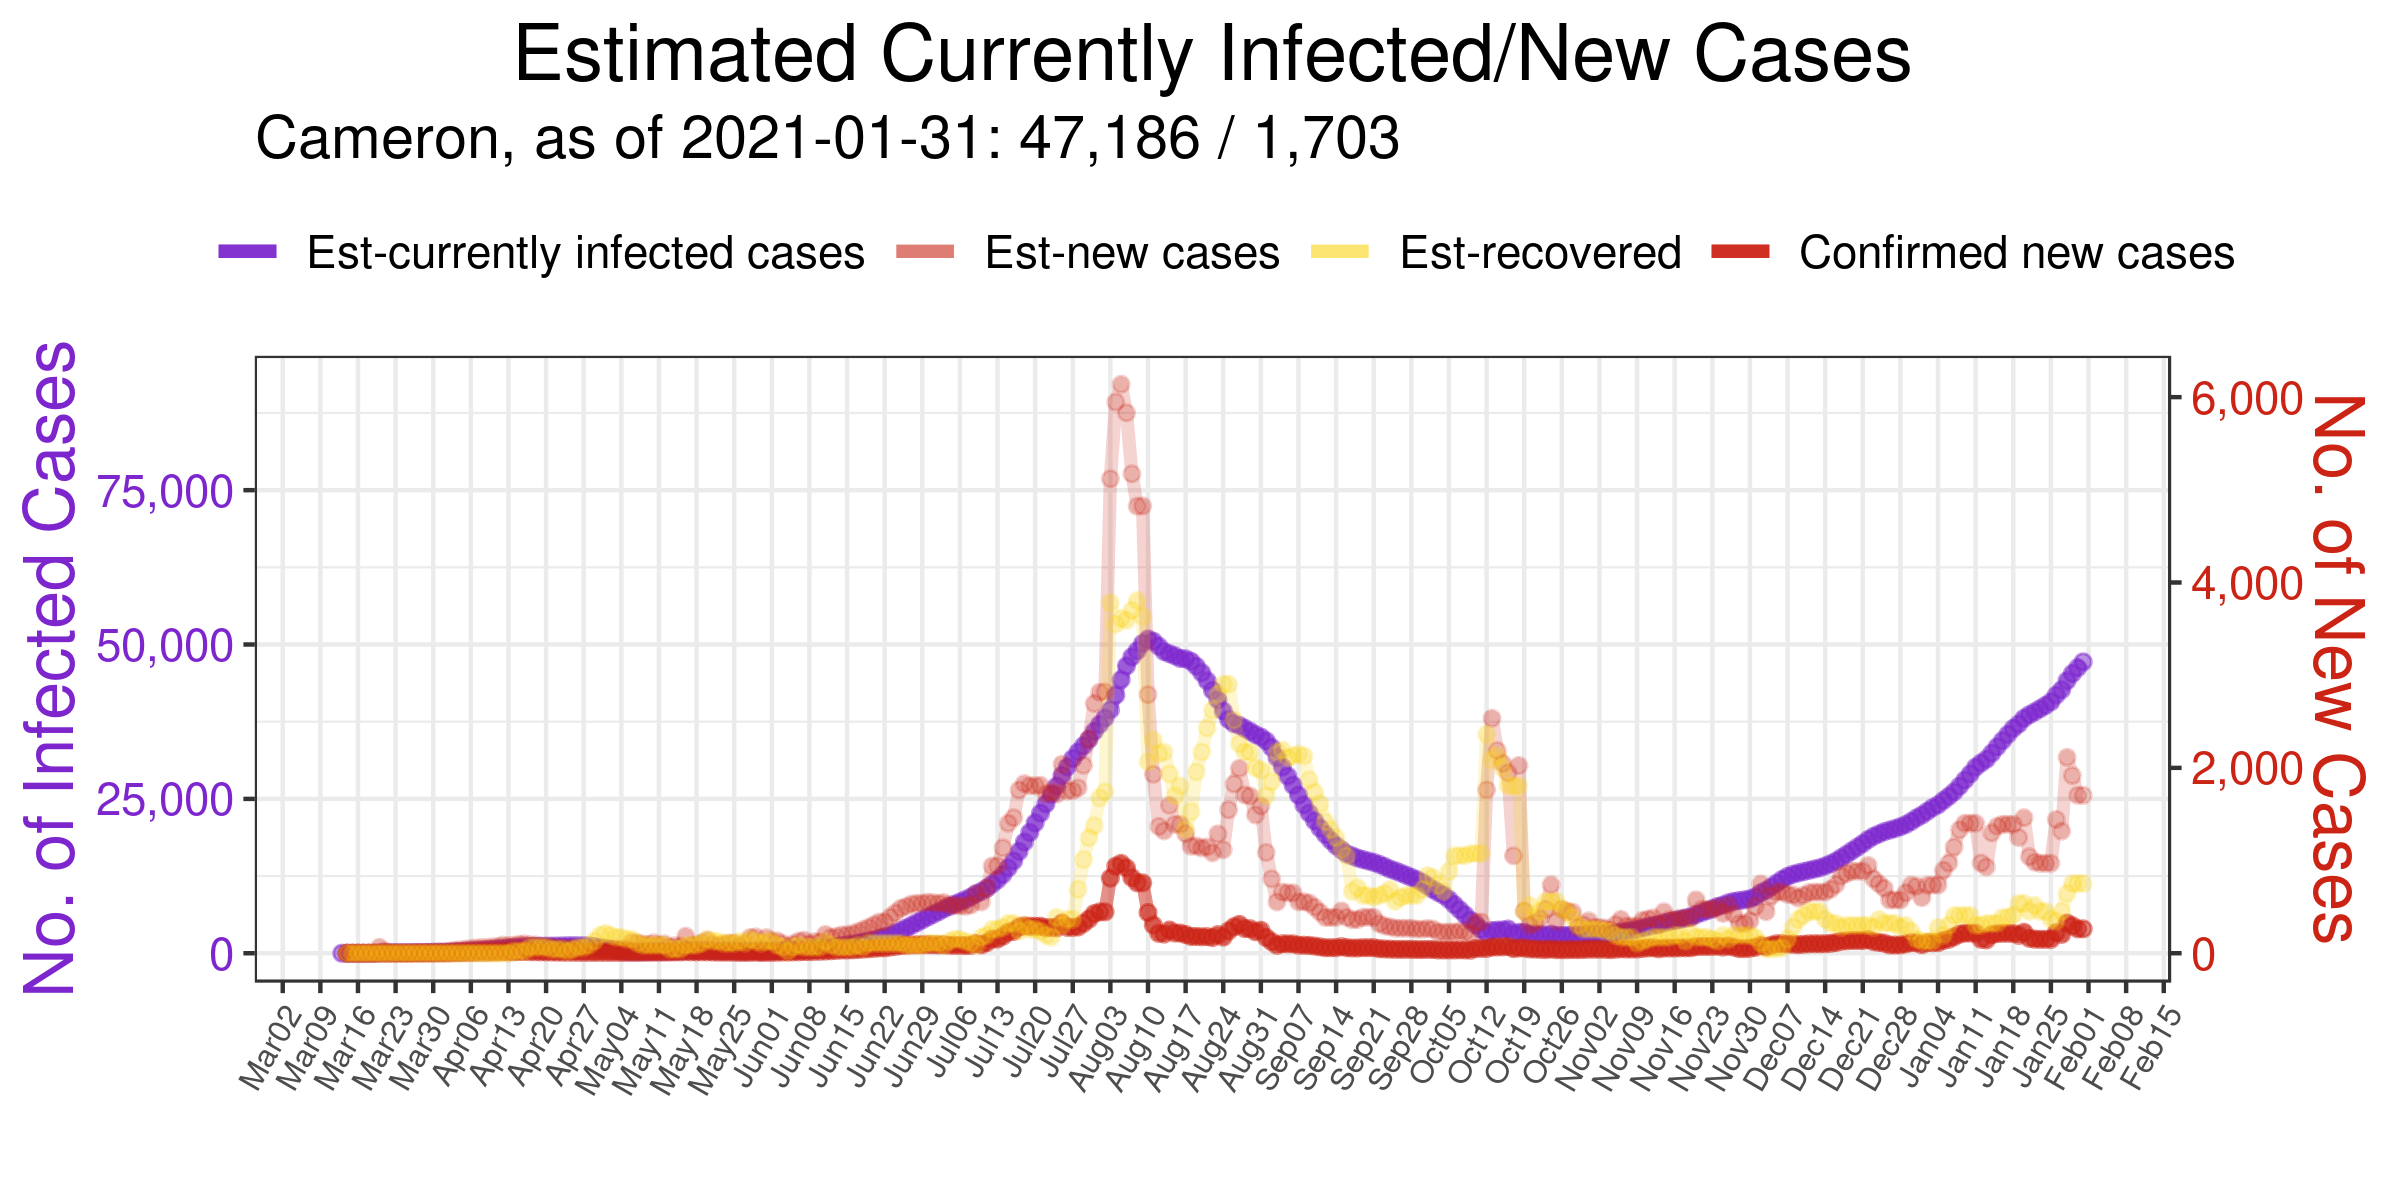 Estimated Currently Infected/New Cases
Cameron, as of 2021-01-31: 47,186 / 1,703
Est-currently infected cases Est-new cases Est-recovered Confirmed new cases
No. of Infected Cases
75,000
50,000
25,000
0
6,000
4,000
2,000
0
No. of New Cases
Mar02 Mar09 Mar16 Mar23 Mar30 Apr06 Apr13 Apr20 Apr27 May04 May11 May18 May25 Jun01 Jun08 Jun15 Jun22 Jun29 Jul06 Jul13 Jul20 Jul27 Aug03 Aug10 Aug17 Aug24 Aug31 Sep07 Sep14 Sep21 Sep28 Oct05 Oct12 Oct19 Oct26 Nov02 Nov09 Nov16 Nov23 Nov30 Dec07 Dec14 Dec21 Dec28 Jan04 Jan11 Jan18 Jan25 Feb01 Feb08 Feb15